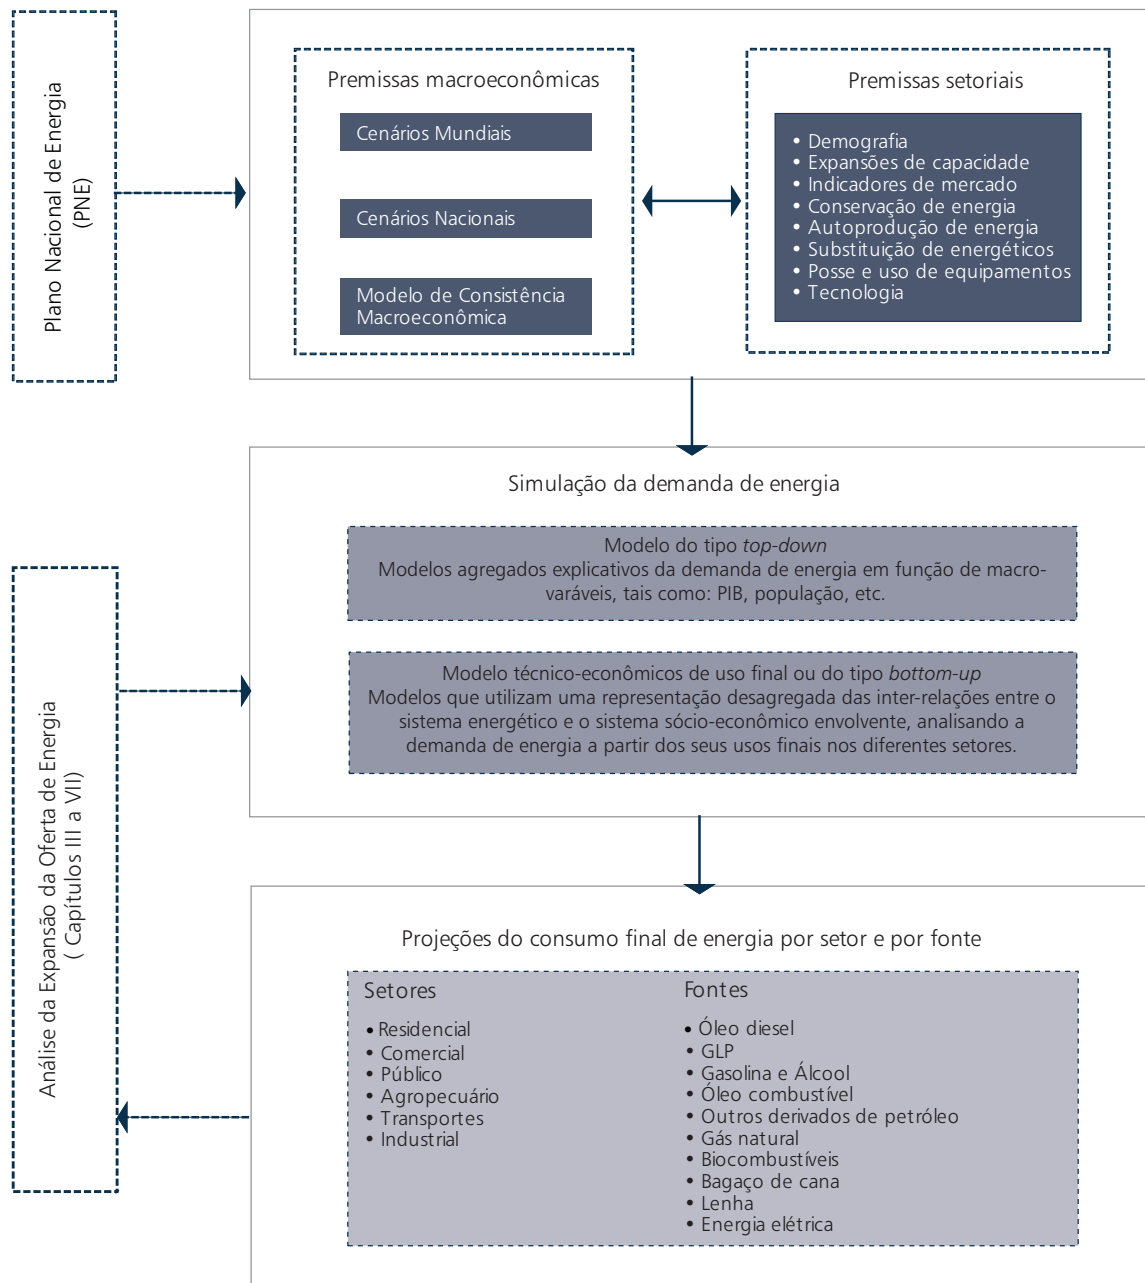 Plano Nacional de Energia
(PNE)
Premissas macroeconômicas
Cenários Mundiais
Cenários Nacionais
Modelo de Consistência
Macroeconômica
Premissas setoriais
• Demografia
• Expansões de capacidade
• Indicadores de mercado
• Conservação de energia
• Autoprodução de energia
• Substituição de energéticos
• Posse e uso de equipamentos
• Tecnologia
Análise da Expansão da Oferta de Energia
( Capítulos III a VII)
Simulação da demanda de energia
Modelo do tipo top-down
Modelos agregados explicativos da demanda de energia em função de macro-
varáveis, tais como: PIB, população, etc.
Modelo técnico-econômicos de uso final ou do tipo bottom-up
Modelos que utilizam uma representação desagregada das inter-relações entre o
sistema energético e o sistema sócio-econômico envolvente, analisando a
demanda de energia a partir dos seus usos finais nos diferentes setores.
Projeções do consumo final de energia por setor e por fonte
Setores
• Residencial
• Comercial
• Público
• Agropecuário
• Transportes
• Industrial
Fontes
• Óleo diesel
• GLP
• Gasolina e Álcool
• Óleo combustível
• Outros derivados de petróleo
• Gás natural
• Biocombustíveis
• Bagaço de cana
• Lenha
• Energia elétrica